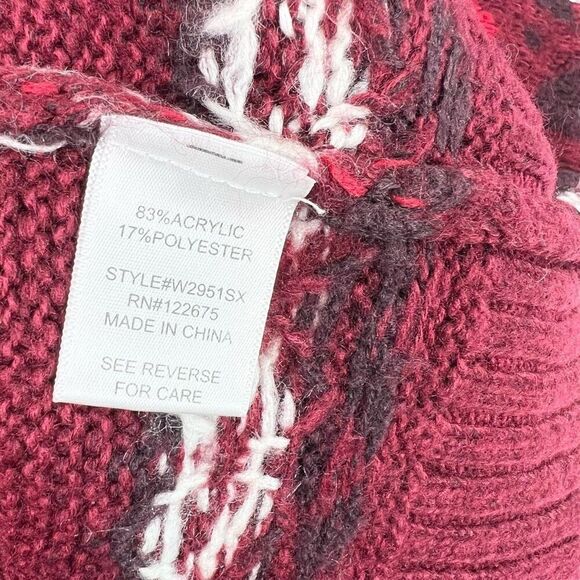 83%ACRYLIC
17%POLYESTER
STYLE#W2951SX
RN#122675
MADE IN CHINA
SEE REVERSE
FOR CARE